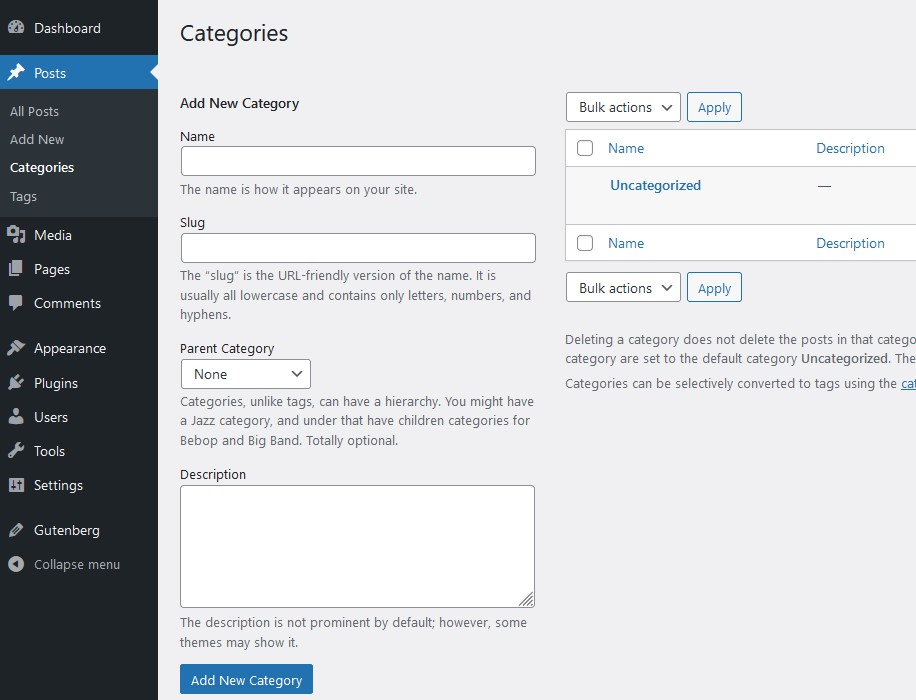 Dashboard
Posts
All Posts
Add New
Categories
Tags
Media
Pages
Comments
Appearance
Plugins
Users
Tools
Settings
Gutenberg
Collapse menu
Categories
Add New Category
Name
The name is how it appears on your site.
Slug
The “slug” is the URL-friendly version of the name. It is
usually all lowercase and contains only letters, numbers, and
hyphens.
Parent Category
None
Categories, unlike tags, can have a hierarchy. You might have
a Jazz category, and under that have children categories for
Bebop and Big Band. Totally optional.
Description
The description is not prominent by default; however, some
themes may show it.
Add New Category
Bulk actions Apply
Name Description
Uncategorized —
Name Description
Bulk actions Apply
Deleting a category does not delete the posts in that catego
category are set to the default category Uncategorized. The
Categories can be selectively converted to tags using the cat